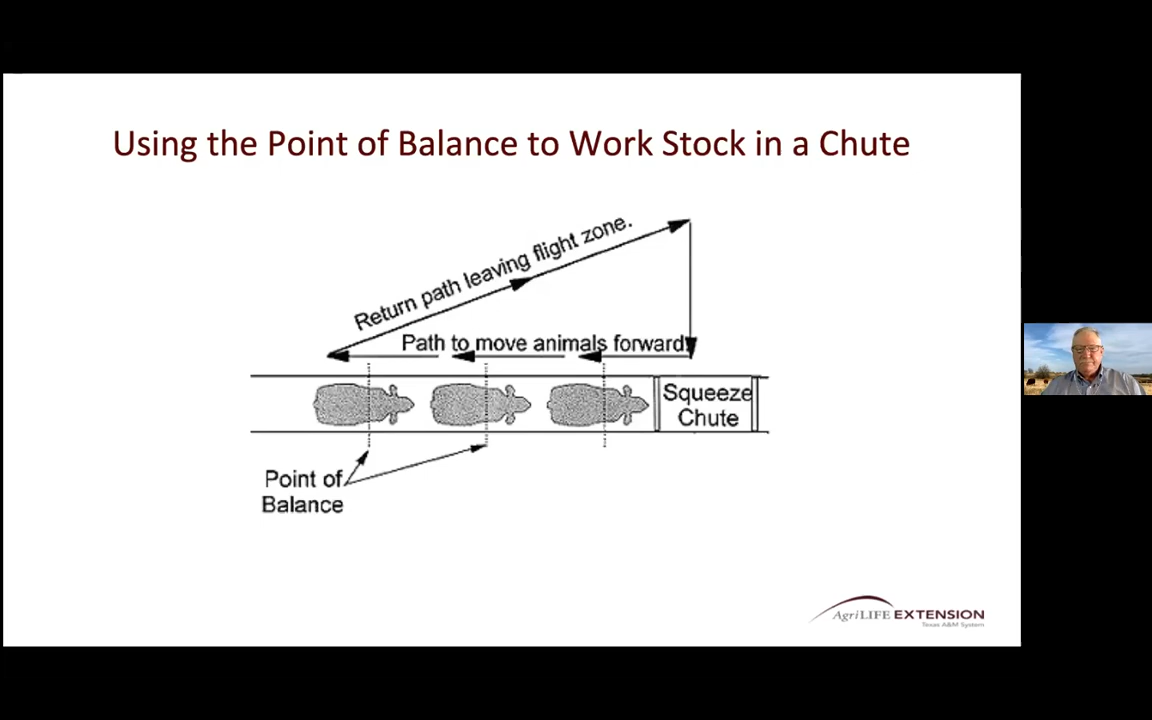 Using the Point of Balance to Work Stock in a Chute
Return path leaving flight zone.
Path to move animals forward.
Squeeze
Chute
Point of
Balance
AgriLIFE EXTENSION
Texas A&M System